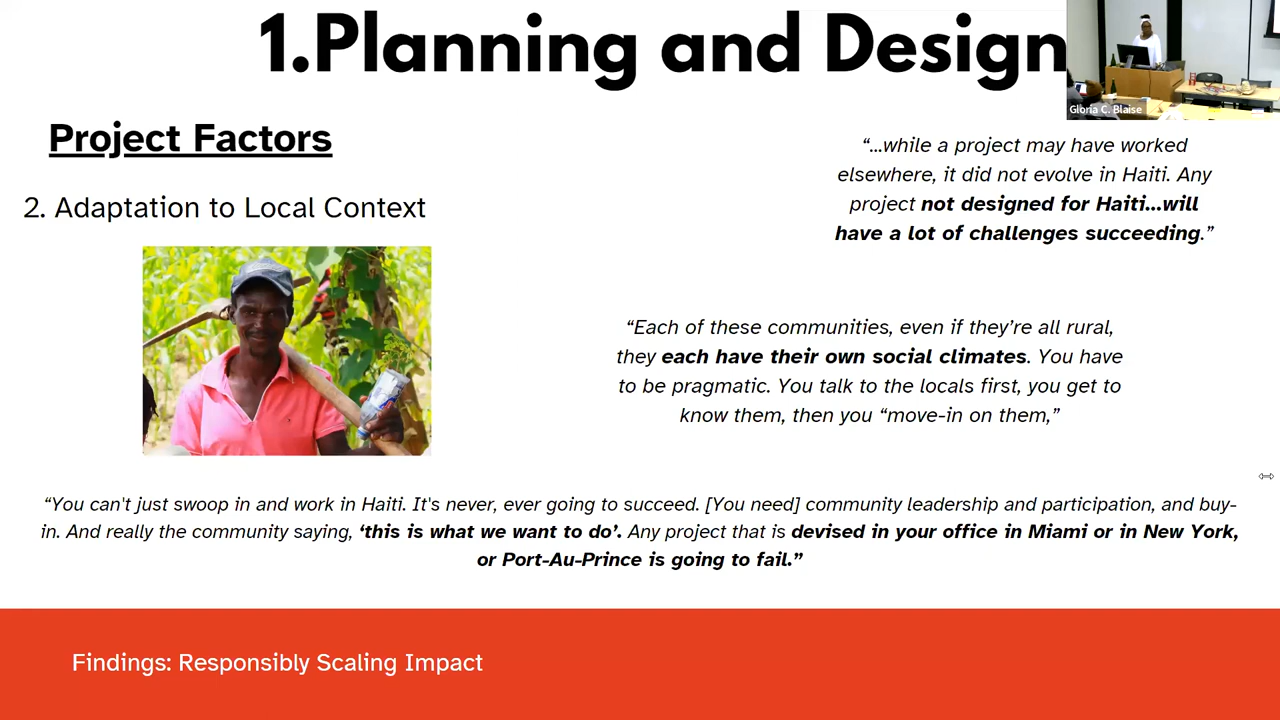 1.Planning and Design
Gloria C. Blaise
Project Factors
2. Adaptation to Local Context
“...while a project may have worked
elsewhere, it did not evolve in Haiti. Any
project not designed for Haiti...will
have a lot of challenges succeeding.”
“Each of these communities, even if they’re all rural,
they each have their own social climates. You have
to be pragmatic. You talk to the locals first, you get to
know them, then you “move-in on them,”
“You can't just swoop in and work in Haiti. It's never, ever going to succeed. [You need] community leadership and participation, and buy-
in. And really the community saying, ‘this is what we want to do’. Any project that is devised in your office in Miami or in New York,
or Port-Au-Prince is going to fail.”
Findings: Responsibly Scaling Impact